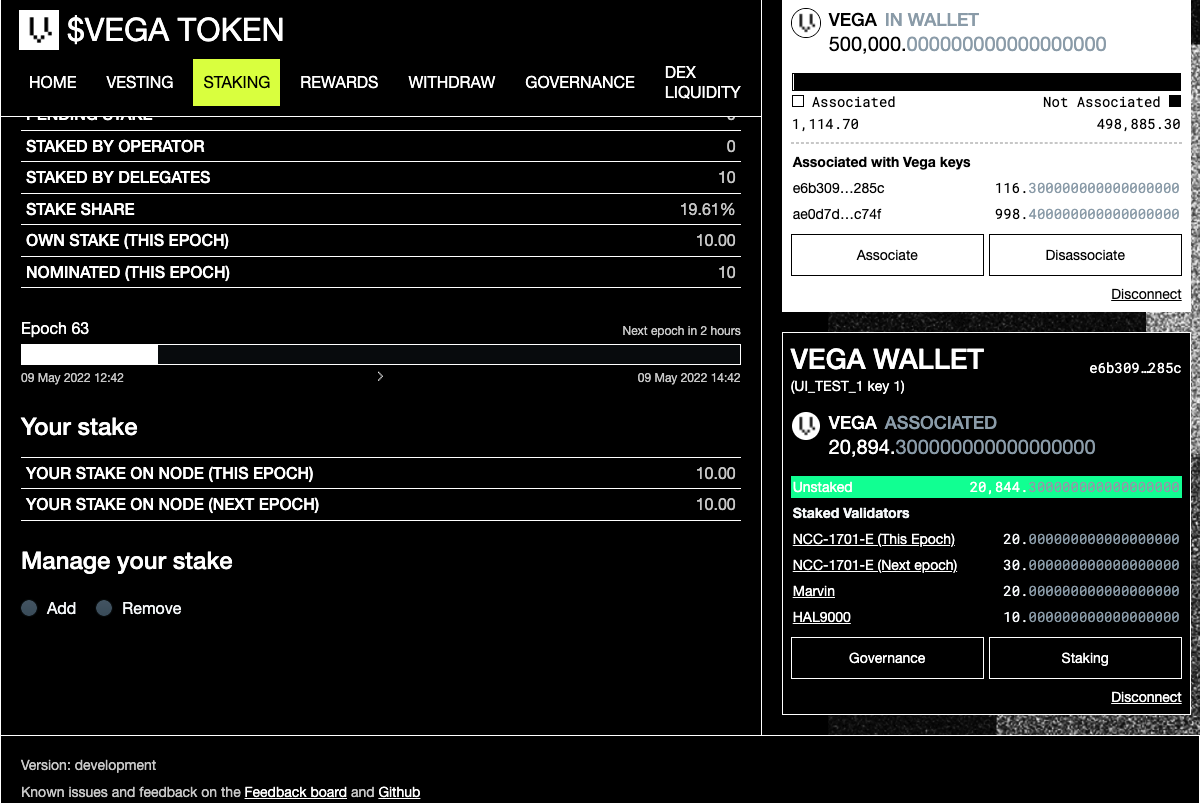 $VEGA TOKEN
HOME VESTING STAKING REWARDS WITHDRAW GOVERNANCE DEX LIQUIDITY
PENDING STAKE
STAKED BY OPERATOR 0
STAKED BY DELEGATES 10
STAKE SHARE 19.61%
OWN STAKE (THIS EPOCH) 10.00
NOMINATED (THIS EPOCH) 10
Epoch 63 Next epoch in 2 hours
09 May 2022 12:42 > 09 May 2022 14:42
Your stake
YOUR STAKE ON NODE (THIS EPOCH) 10.00
YOUR STAKE ON NODE (NEXT EPOCH) 10.00
Manage your stake
Add Remove
VEGA IN WALLET
500,000.000000000000000000
Associated Not Associated
1,114.70 498,885.30
Associated with Vega keys
e6b309…285c 116.300000000000000000
ae0d7d…c74f 998.400000000000000000
Associate Disassociate
Disconnect
VEGA WALLET e6b309…285c
(UI_TEST_1 key 1)
VEGA ASSOCIATED
20,894.300000000000000000
Unstaked 20,844.300000000000000000
Staked Validators
NCC-1701-E (This Epoch) 20.000000000000000000
NCC-1701-E (Next epoch) 30.000000000000000000
Marvin 20.000000000000000000
HAL9000 10.000000000000000000
Governance Staking
Disconnect
Version: development
Known issues and feedback on the Feedback board and Github